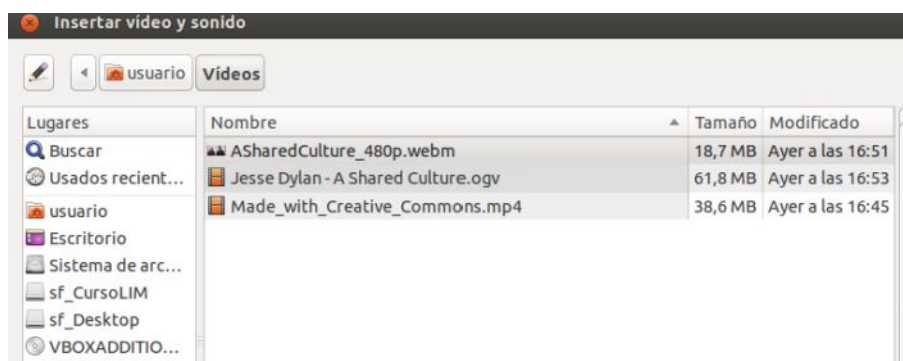 Insertar vídeo y sonido
usuario Vídeos
Lugares
Buscar
Usados recient...
usuario
Escritorio
Sistema de arc...
sf_CursoLIM
sf_Desktop
VBOXADDITIO...
Nombre Tamaño Modificado
ASharedCulture_480p.webm 18,7 MB Ayer a las 16:51
Jesse Dylan - A Shared Culture.ogv 61,8 MB Ayer a las 16:53
Made_with_Creative_Commons.mp4 38,6 MB Ayer a las 16:45